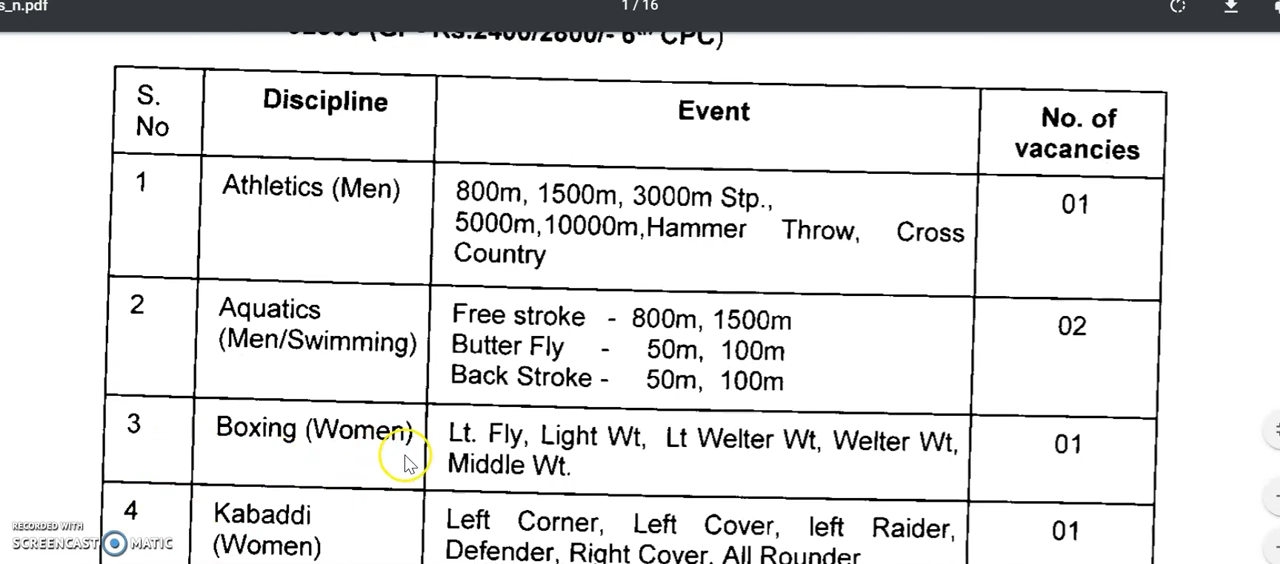 s_n.pdf
1 / 16
(GP - Rs.2400/2800/- 6th CPC)
S. No
Discipline
Event
No. of vacancies
1
Athletics (Men)
800m, 1500m, 3000m Stp.,
5000m,10000m,Hammer Throw, Cross
Country
01
2
Aquatics
(Men/Swimming)
Free stroke - 800m, 1500m
Butter Fly - 50m, 100m
Back Stroke - 50m, 100m
02
3
Boxing (Women)
Lt. Fly, Light Wt, Lt Welter Wt, Welter Wt,
Middle Wt.
01
4
Kabaddi
(Women)
Left Corner, Left Cover, left Raider,
Defender, Right Cover, All Rounder
01
RECORDED WITH
SCREENCAST MATIC